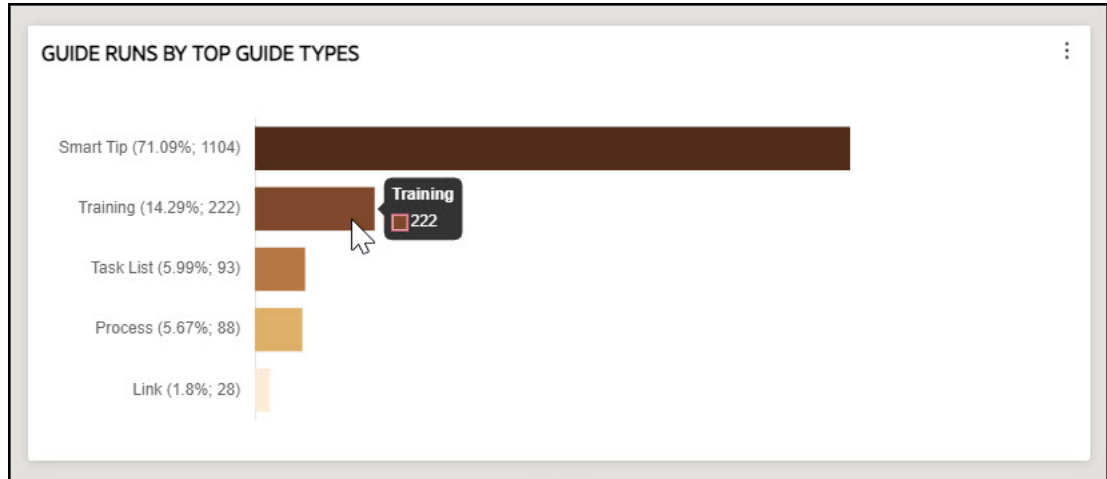 GUIDE RUNS BY TOP GUIDE TYPES
Smart Tip (71.09%; 1104)
Training (14.29%; 222)
Training
222
Task List (5.99%; 93)
Process (5.67%; 88)
Link (1.8%; 28)